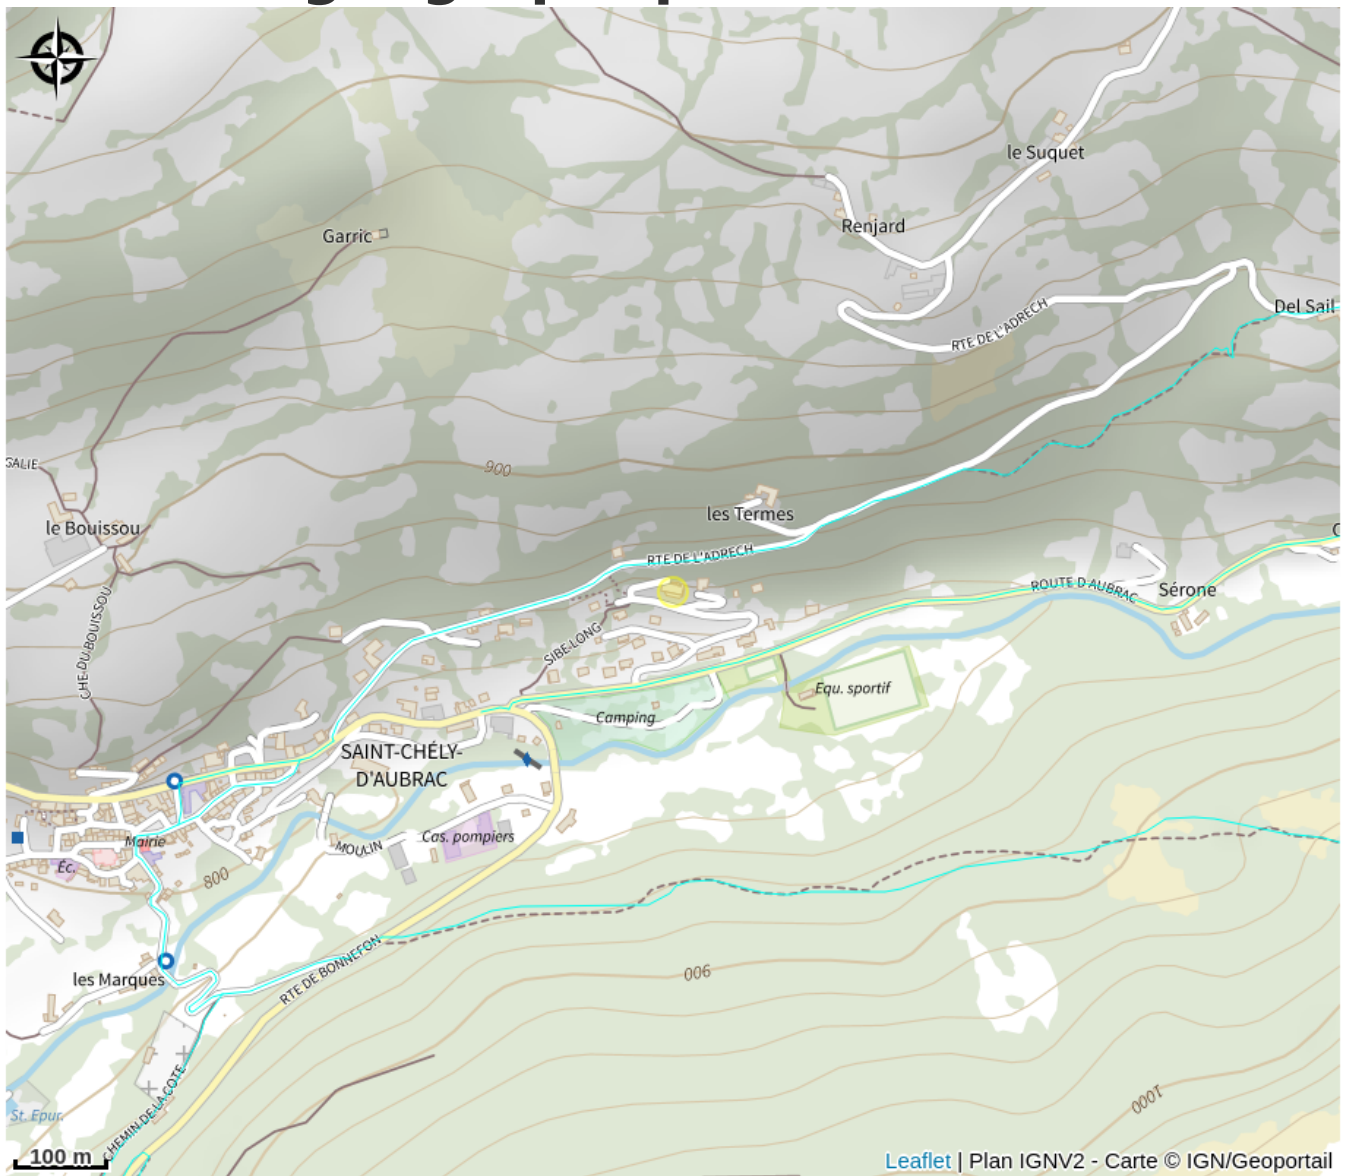 le Suquet
Renjard
Garric
Del Sail
RTE DE L'ADRECH
GALIE
900
les Termes
le Bouissou
RTE DE L'ADRECH
ROUTE D'AUBRAC
Sérone
CHE DU BOUISSOU
SIBE-LONG
Equ. sportif
Camping
SAINT-CHÉLY-
D'AUBRAC
Mairie
MOULIN
Cas. pompiers
Éc.
800
RTE DE BONNEFON
900
les Marques
CHEMIN DE LA COTE
1000
St. Epur.
100 m
Leaflet | Plan IGNV2 - Carte © IGN/Geoportail